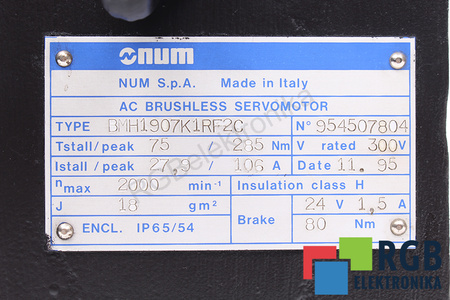 num
NUM S.p.A. Made in Italy
AC BRUSHLESS SERVOMOTOR
TYPE BMH1907K1RF2C N° 954507804
Tstall/peak 75 / 285 Nm V rated 300V
Istall/peak 27,9 / 106 A Date 11. 95
nmax 2000 min⁻¹ Insulation class H
J 18 gm² Brake 24 V 1,5 A
ENCL. IP65/54 80 Nm
RGBelektronika
RGB
ELEKTRONIKA